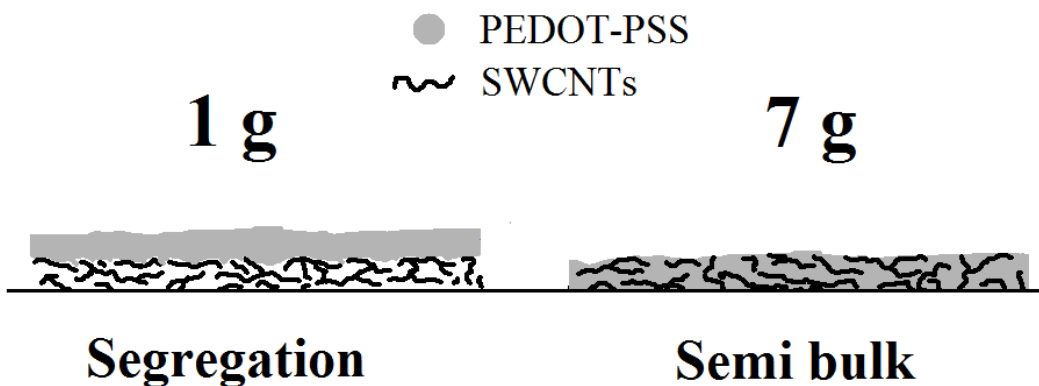 PEDOT-PSS
SWCNTs
1 g
7 g
Segregation
Semi bulk